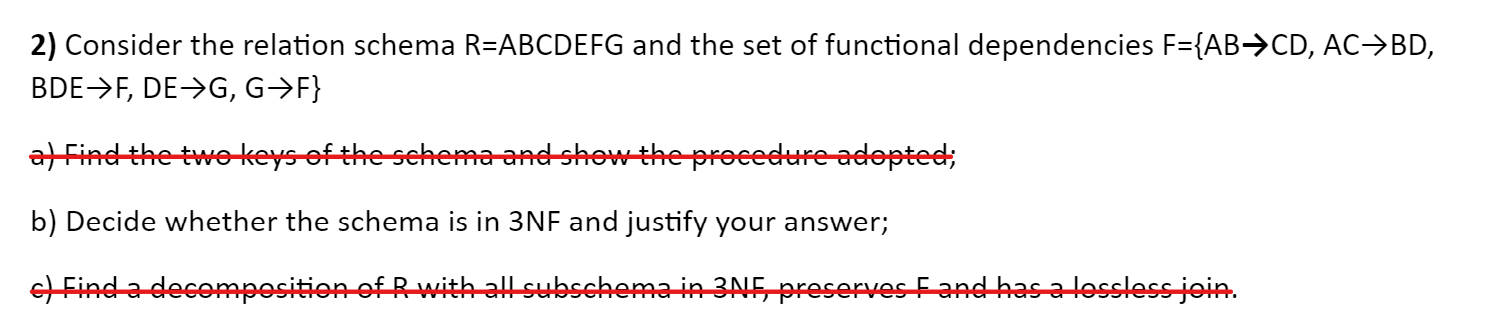 2) Consider the relation schema R=ABCDEFG and the set of functional dependencies F={AB→CD, AC→BD,
BDE→F, DE→G, G→F}
a) Find the two keys of the schema and show the procedure adopted;
b) Decide whether the schema is in 3NF and justify your answer;
c) Find a decomposition of R with all subschema in 3NF, preserves F and has a lossless join.